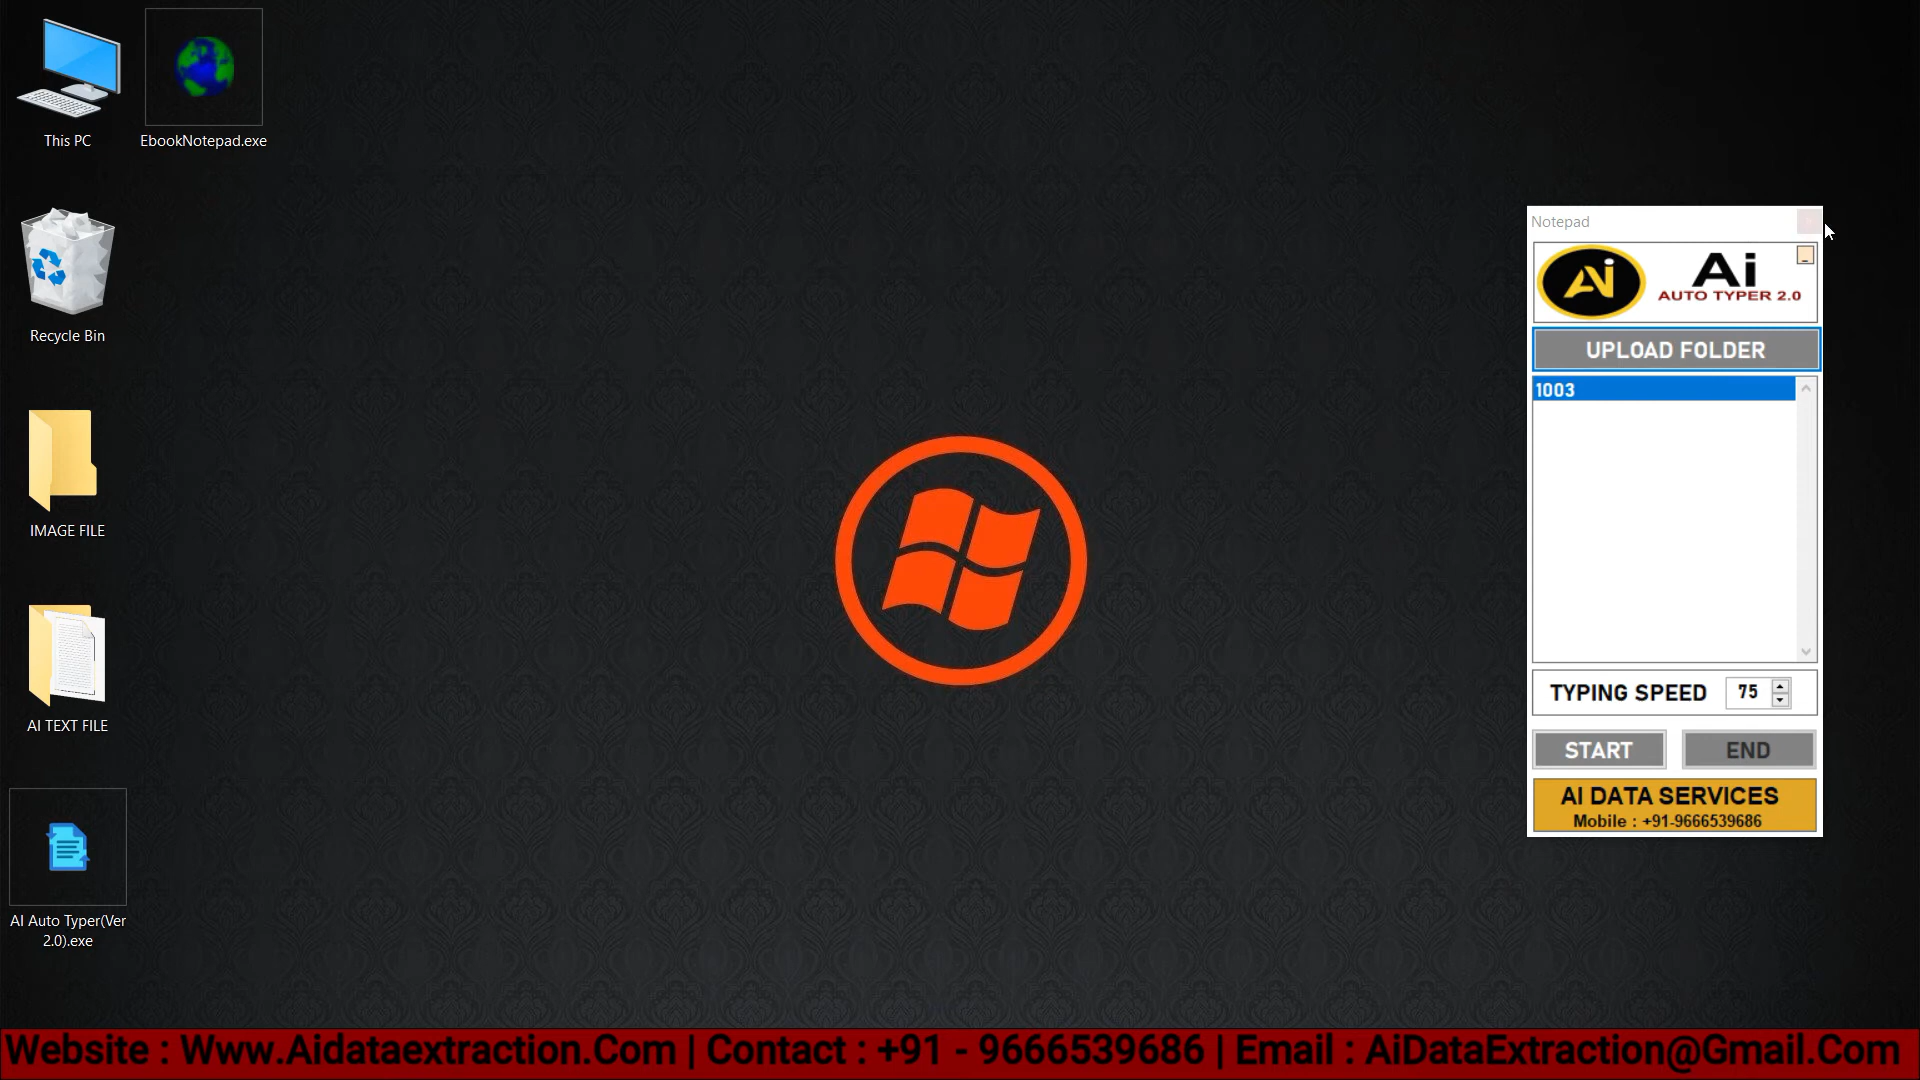 This PC
EbookNotepad.exe
Recycle Bin
IMAGE FILE
AI TEXT FILE
AI Auto Typer(Ver
2.0).exe
Notepad
Ai
Ai
AUTO TYPER 2.0
UPLOAD FOLDER
1003
TYPING SPEED 75
START END
AI DATA SERVICES
Mobile : +91-9666539686
Website : Www.Aidataextraction.Com | Contact : +91 - 9666539686 | Email : AiDataExtraction@Gmail.Com